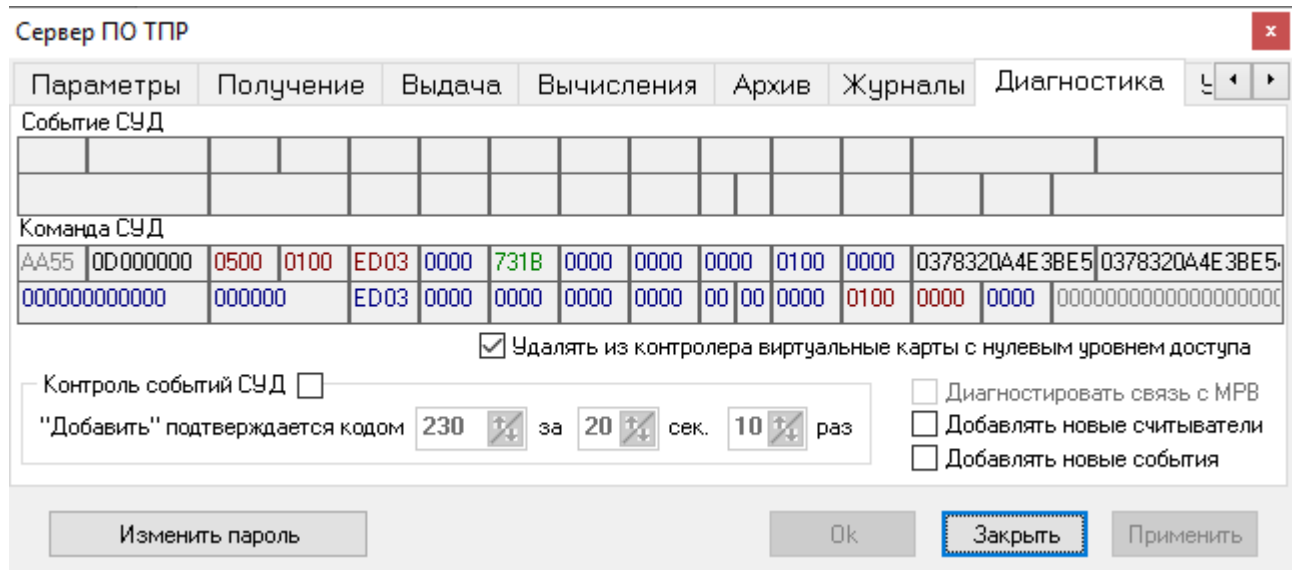 Сервер ПО ТПР
Параметры Получение Выдача Вычисления Архив Журналы Диагностика
Событие СУД
Команда СУД
AA55 0D000000 0500 0100 ED03 0000 731B 0000 0000 0000 0100 0000 0378320A4E3BE5 0378320A4E3BE5
000000000000 000000 ED03 0000 0000 0000 0000 00 00 0000 0100 0000 0000 0000000000000000000
Удалять из контролера виртуальные карты с нулевым уровнем доступа
Контроль событий СУД
"Добавить" подтверждается кодом 230 за 20 сек. 10 раз
Диагностировать связь с МРВ
Добавлять новые считыватели
Добавлять новые события
Изменить пароль Ok Закрыть Применить